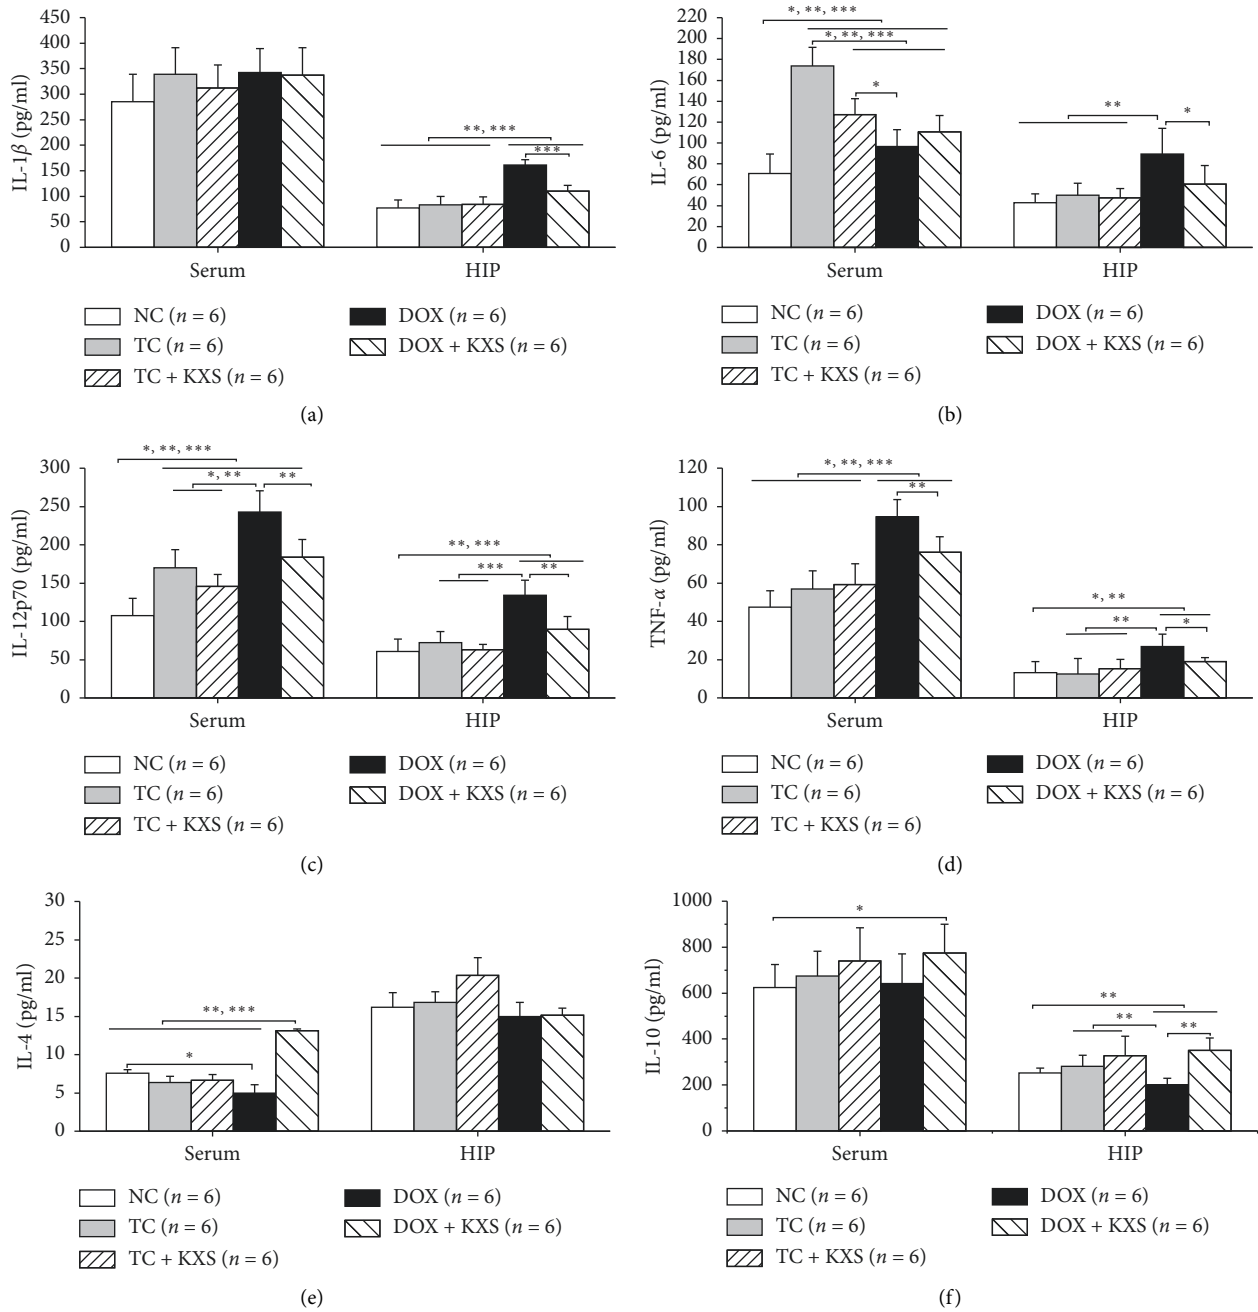 450
400
350
300
250
200
150
100
50
0
IL-1β (pg/ml)
**, ***
***
Serum
HIP
NC (n = 6)
DOX (n = 6)
TC (n = 6)
DOX + KXS (n = 6)
TC + KXS (n = 6)
(a)
220
200
180
160
140
120
100
80
60
40
20
0
IL-6 (pg/ml)
*, **, ***
*, **, ***
*
**
*
Serum
HIP
NC (n = 6)
DOX (n = 6)
TC (n = 6)
DOX + KXS (n = 6)
TC + KXS (n = 6)
(b)
300
250
200
150
100
50
0
IL-12p70 (pg/ml)
*, **, ***
*, **
**
**, ***
***
**
Serum
HIP
NC (n = 6)
DOX (n = 6)
TC (n = 6)
DOX + KXS (n = 6)
TC + KXS (n = 6)
(c)
120
100
80
60
40
20
0
TNF-α (pg/ml)
*, **, ***
**
*, **
**
*
Serum
HIP
NC (n = 6)
DOX (n = 6)
TC (n = 6)
DOX + KXS (n = 6)
TC + KXS (n = 6)
(d)
30
25
20
15
10
5
0
IL-4 (pg/ml)
**, ***
*
Serum
HIP
NC (n = 6)
DOX (n = 6)
TC (n = 6)
DOX + KXS (n = 6)
TC + KXS (n = 6)
(e)
1000
800
600
400
200
0
IL-10 (pg/ml)
*
**
**
**
Serum
HIP
NC (n = 6)
DOX (n = 6)
TC (n = 6)
DOX + KXS (n = 6)
TC + KXS (n = 6)
(f)